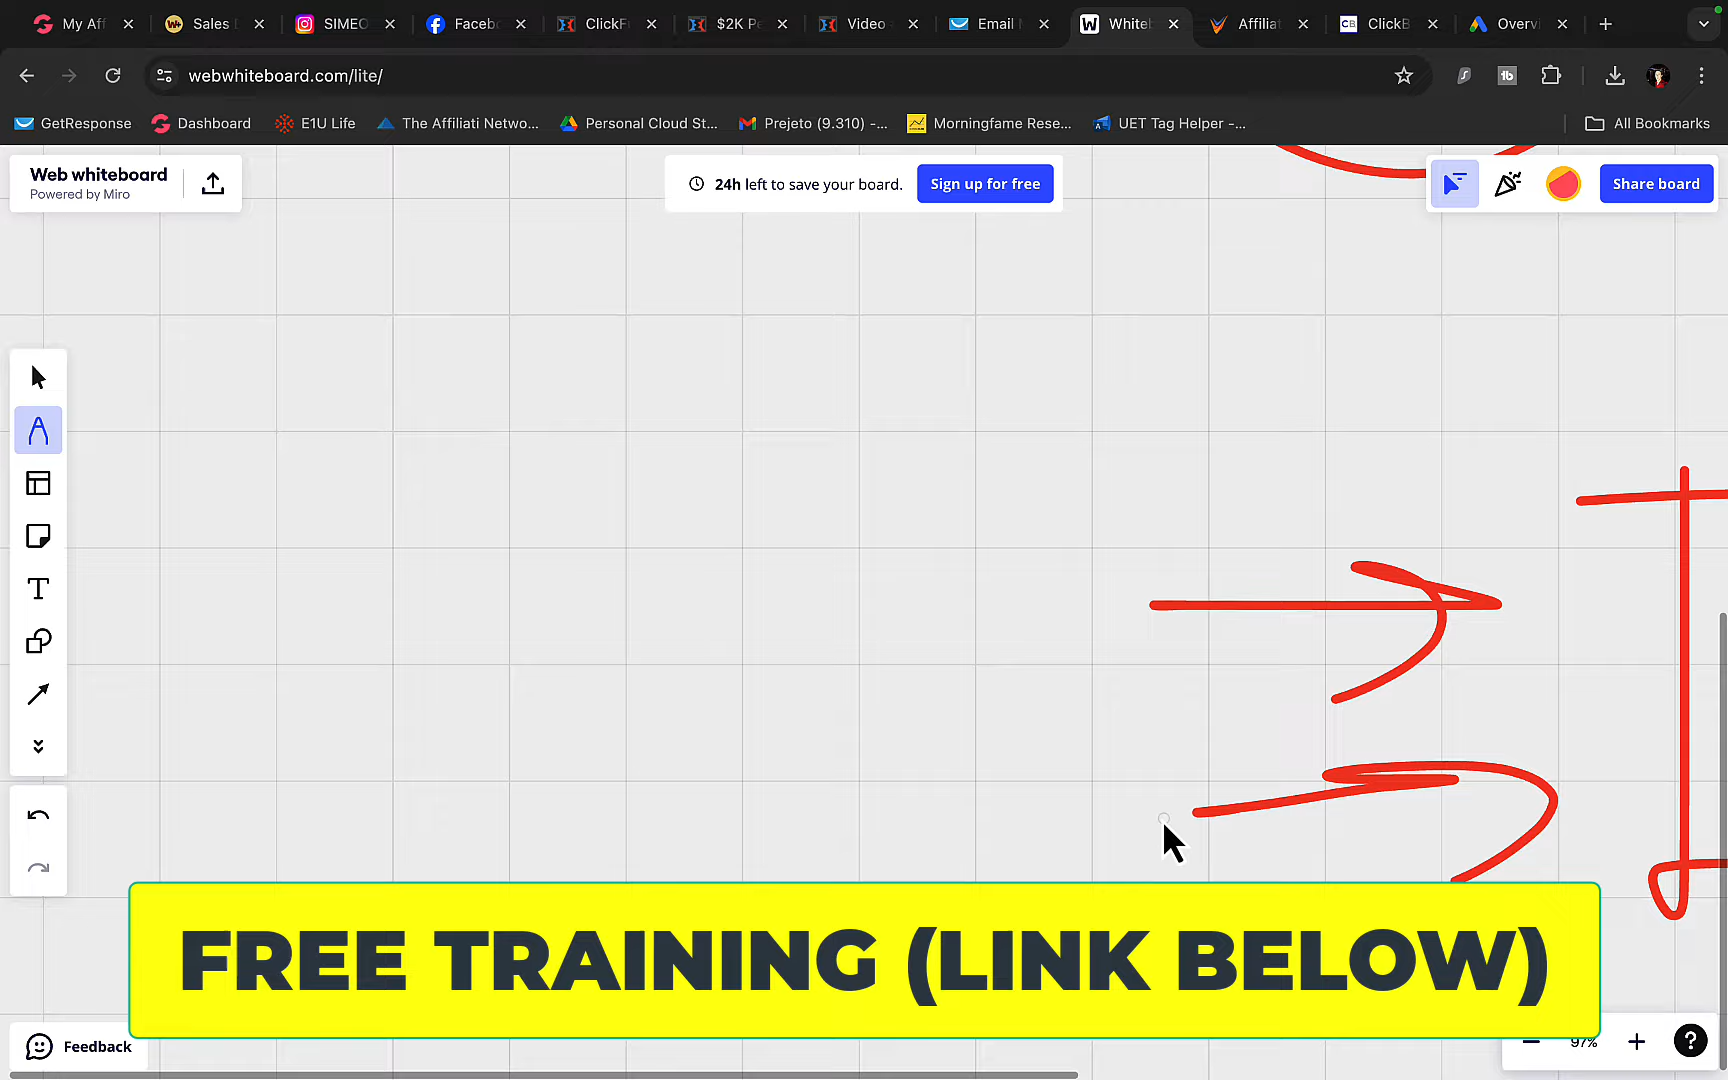 My Aff
Sales
SIMEO
Facebo
ClickF
$2K Pe
Video
Email
Whiteb
Affiliat
ClickB
Overvi
webwhiteboard.com/lite/
GetResponse
Dashboard
E1U Life
The Affiliati Netwo...
Personal Cloud St...
Prejeto (9.310) -...
Morningfame Rese...
UET Tag Helper -...
All Bookmarks
Web whiteboard
Powered by Miro
24h left to save your board.
Sign up for free
Share board
FREE TRAINING (LINK BELOW)
Feedback
97%